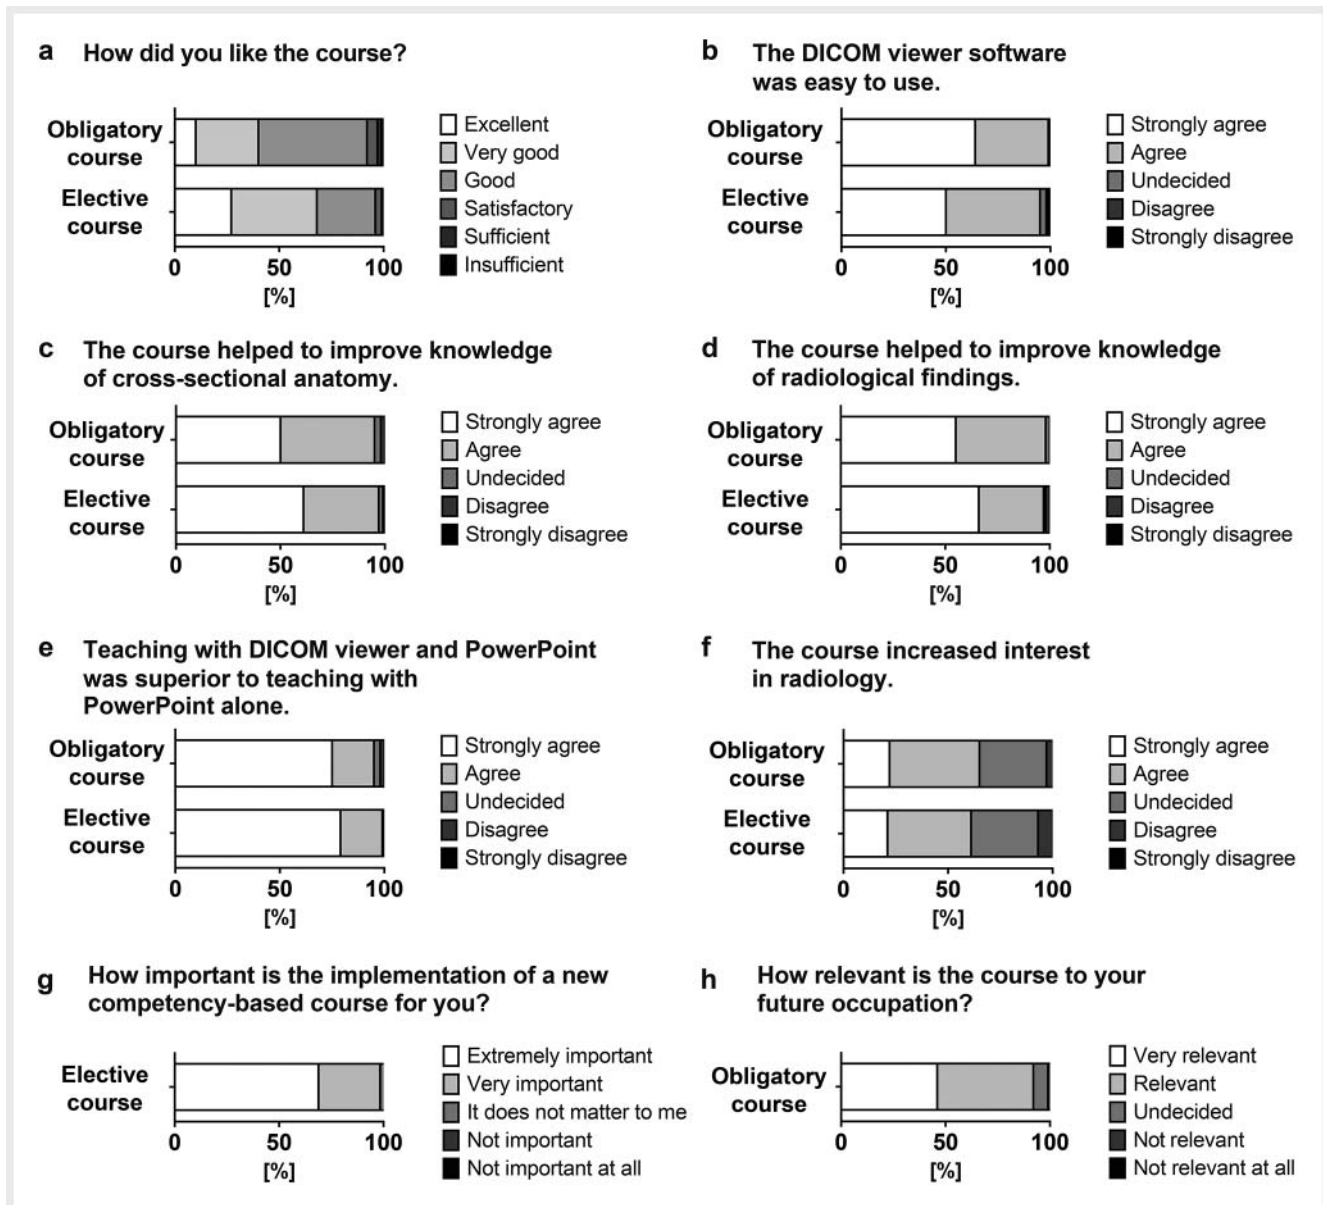 a How did you like the course?
Obligatory
course
Elective
course
Excellent
Very good
Good
Satisfactory
Sufficient
Insufficient
0 50 100
[%]
b The DICOM viewer software
was easy to use.
Obligatory
course
Elective
course
Strongly agree
Agree
Undecided
Disagree
Strongly disagree
0 50 100
[%]
c The course helped to improve knowledge
of cross-sectional anatomy.
Obligatory
course
Elective
course
Strongly agree
Agree
Undecided
Disagree
Strongly disagree
0 50 100
[%]
d The course helped to improve knowledge
of radiological findings.
Obligatory
course
Elective
course
Strongly agree
Agree
Undecided
Disagree
Strongly disagree
0 50 100
[%]
e Teaching with DICOM viewer and PowerPoint
was superior to teaching with
PowerPoint alone.
Obligatory
course
Elective
course
Strongly agree
Agree
Undecided
Disagree
Strongly disagree
0 50 100
[%]
f The course increased interest
in radiology.
Obligatory
course
Elective
course
Strongly agree
Agree
Undecided
Disagree
Strongly disagree
0 50 100
[%]
g How important is the implementation of a new
competency-based course for you?
Elective
course
Extremely important
Very important
It does not matter to me
Not important
Not important at all
0 50 100
[%]
h How relevant is the course to your
future occupation?
Obligatory
course
Very relevant
Relevant
Undecided
Not relevant
Not relevant at all
0 50 100
[%]